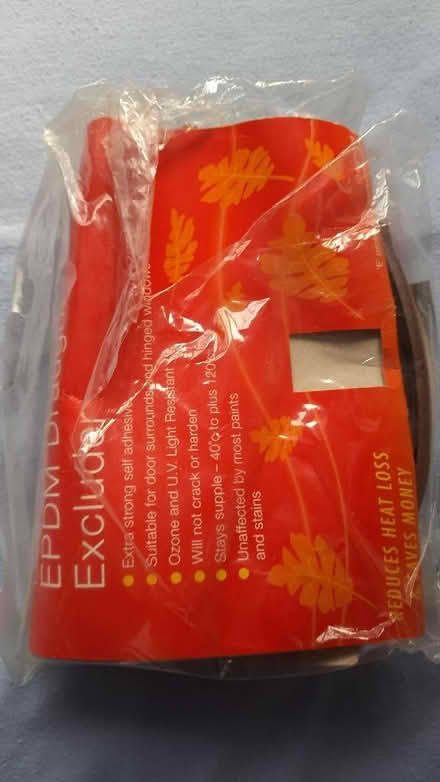 EPDM
Excluder
Extra strong self adhesive
Suitable for door surrounds and hinged windows
Ozone and U.V. Light Resistant
Will not crack or harden
Stays supple – 40°c to plus 120
Unaffected by most paints
and stains
REDUCES HEAT LOSS
SAVES MONEY